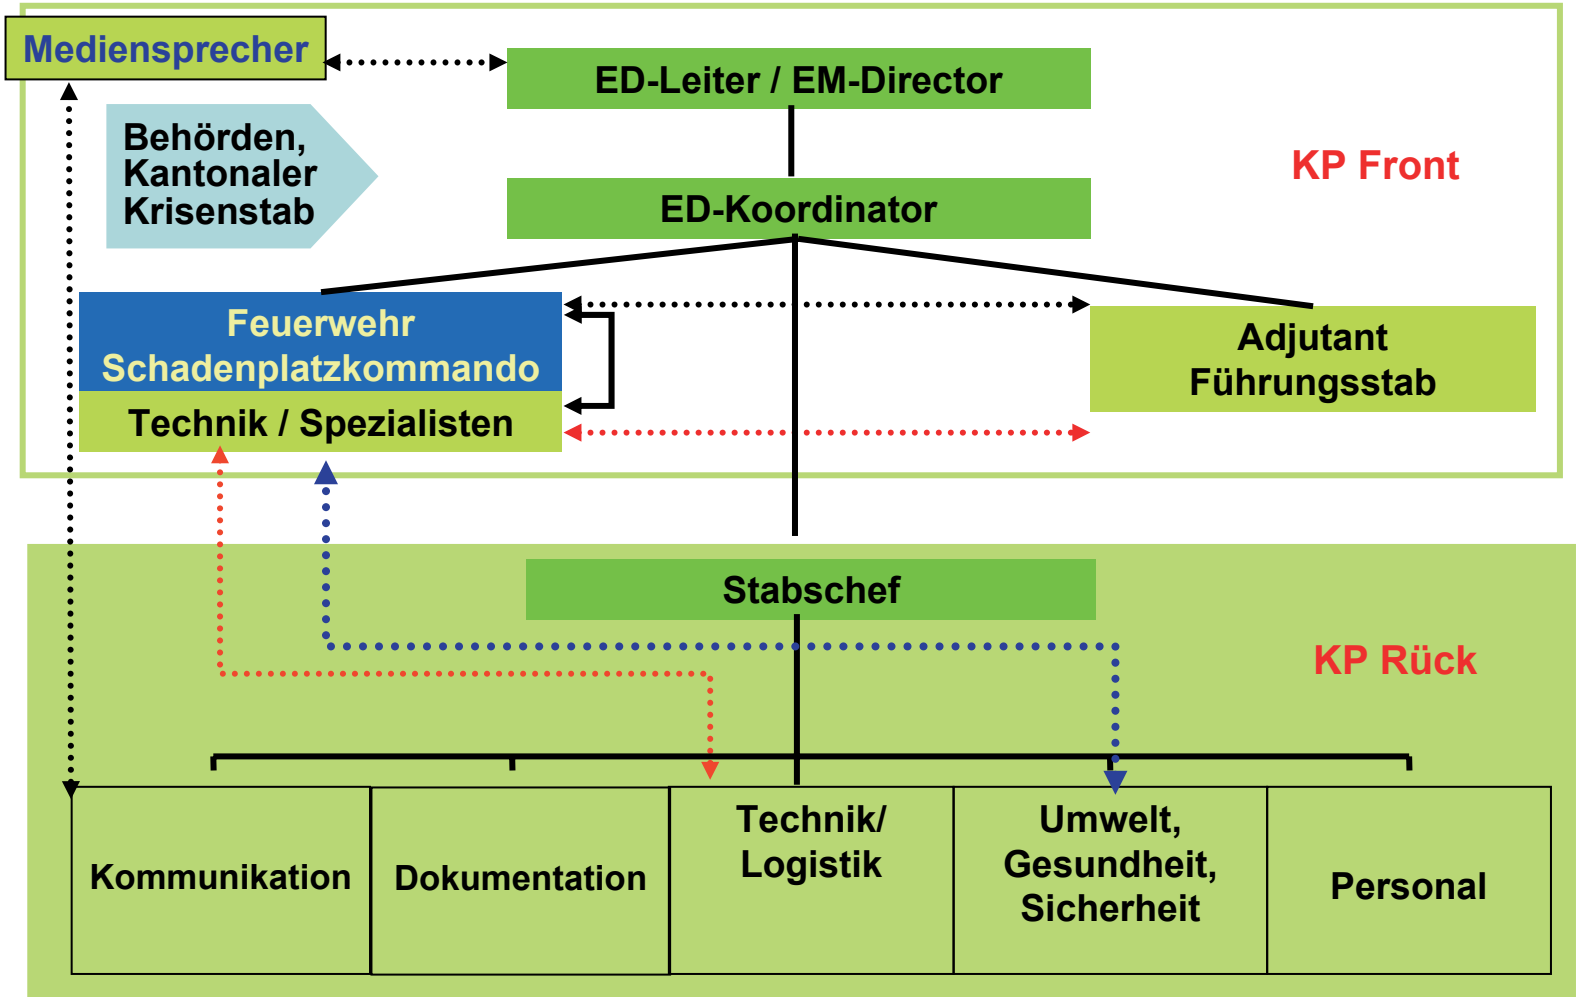 Mediensprecher
ED-Leiter / EM-Director
Behörden,
Kantonaler
Krisenstab
KP Front
ED-Koordinator
Feuerwehr
Schadenplatzkommando
Technik / Spezialisten
Adjutant
Führungsstab
Stabschef
KP Rück
Kommunikation
Dokumentation
Technik/
Logistik
Umwelt,
Gesundheit,
Sicherheit
Personal